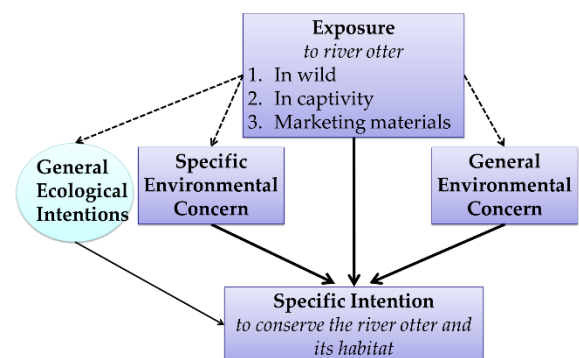 Exposure
to river otter
1. In wild
2. In captivity
3. Marketing materials
General
Ecological
Intentions
Specific
Environmental
Concern
General
Environmental
Concern
Specific Intention
to conserve the river otter and
its habitat